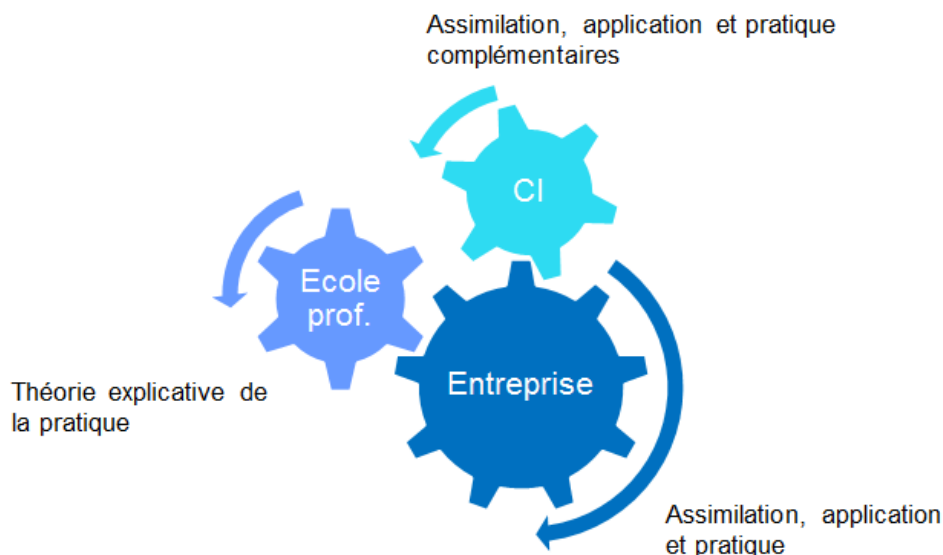 Assimilation, application et pratique
complémentaires
CI
Ecole
prof.
Entreprise
Théorie explicative de
la pratique
Assimilation, application
et pratique